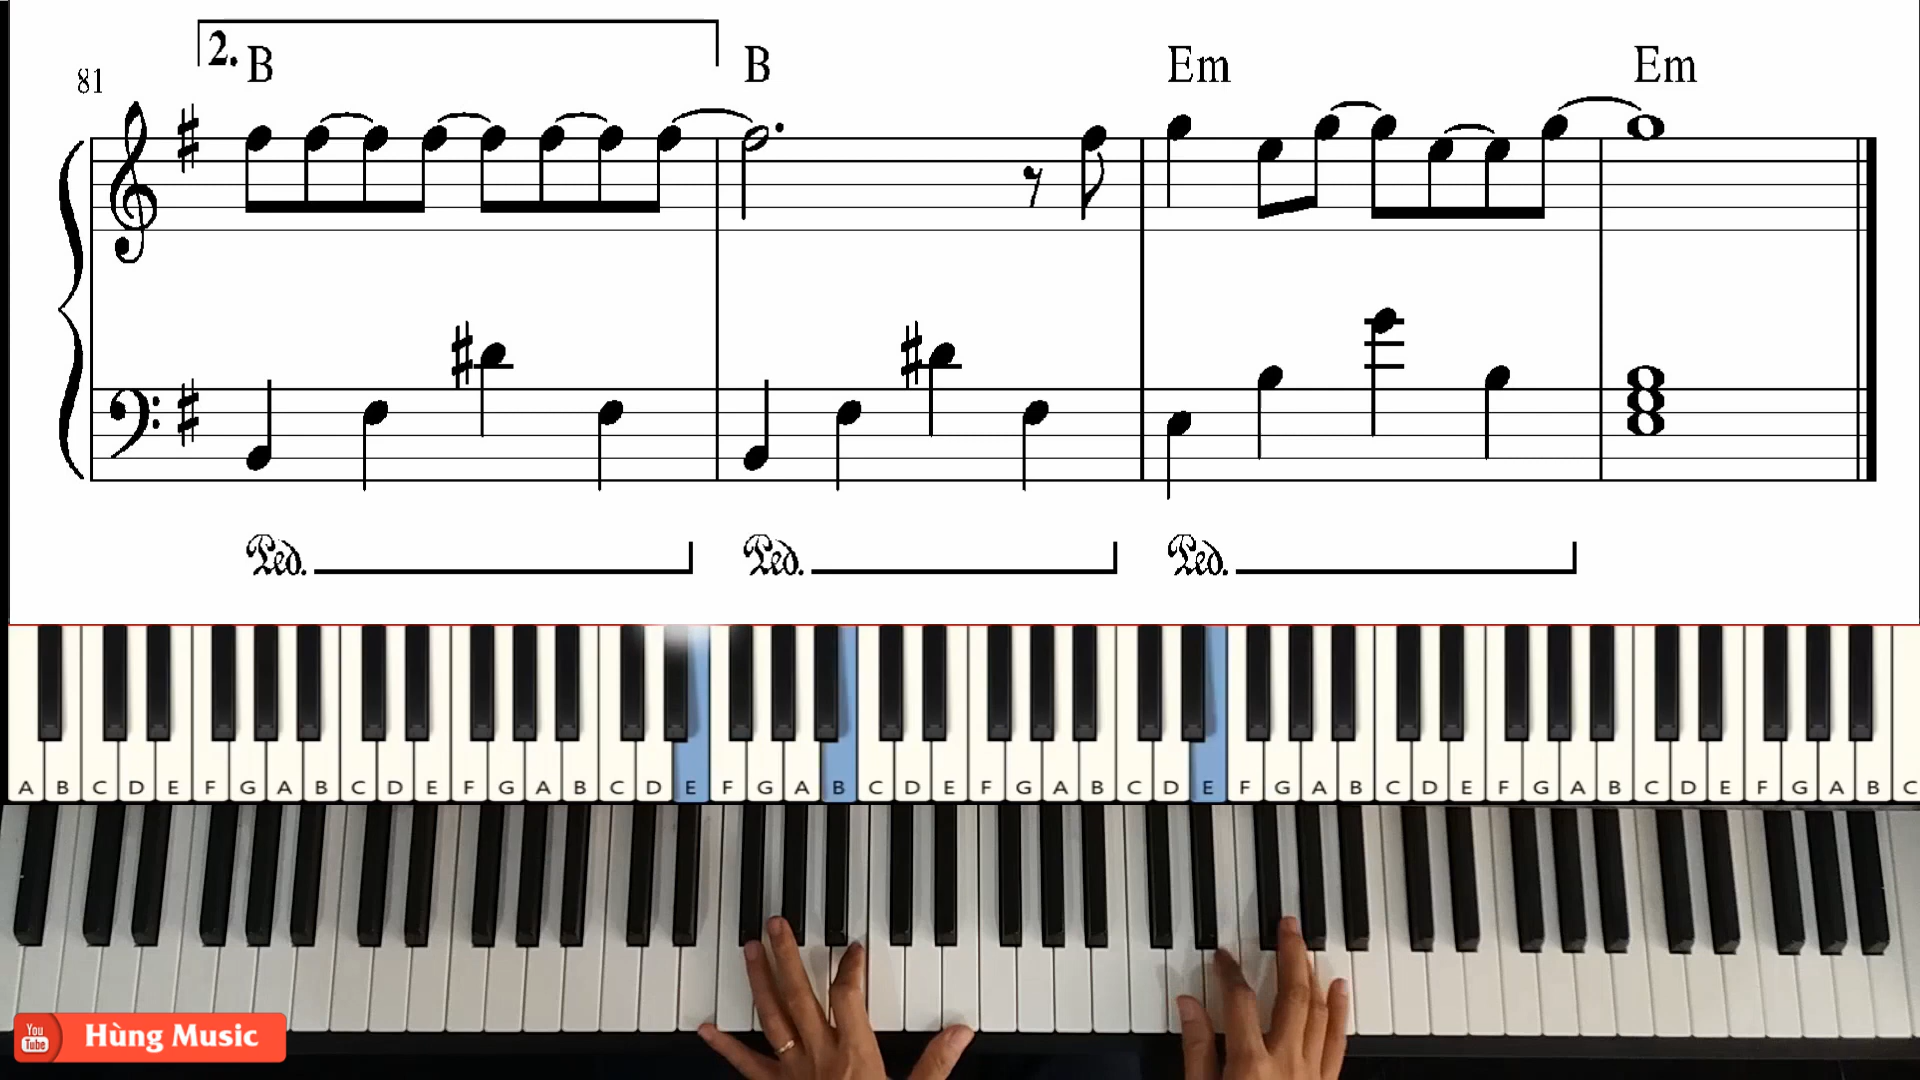 2. B B Em Em
81
Ped. Ped. Ped.
A B C D E F G A B C D E F G A B C D E F G A B C D E F G A B C D E F G A B C D E F G A B C D E F G A B C
You Tube Hùng Music